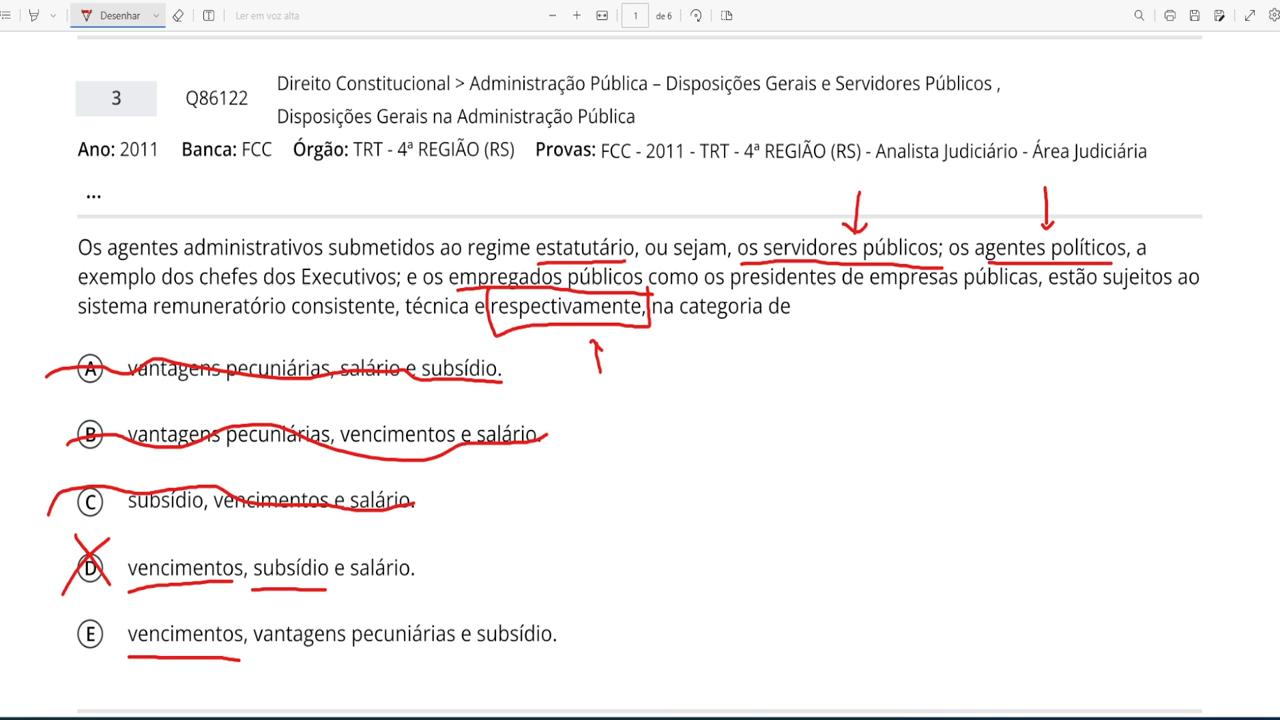 Desenhar
Ler em voz alta
1 de 6
3
Q86122
Direito Constitucional > Administração Pública – Disposições Gerais e Servidores Públicos ,
Disposições Gerais na Administração Pública
Ano: 2011 Banca: FCC Órgão: TRT - 4ª REGIÃO (RS) Provas: FCC - 2011 - TRT - 4ª REGIÃO (RS) - Analista Judiciário - Área Judiciária
...
Os agentes administrativos submetidos ao regime estatutário, ou sejam, os servidores públicos; os agentes políticos, a
exemplo dos chefes dos Executivos; e os empregados públicos como os presidentes de empresas públicas, estão sujeitos ao
sistema remuneratório consistente, técnica e respectivamente, na categoria de
A vantagens pecuniárias, salário e subsídio.
B vantagens pecuniárias, vencimentos e salário.
C subsídio, vencimentos e salário.
D vencimentos, subsídio e salário.
E vencimentos, vantagens pecuniárias e subsídio.